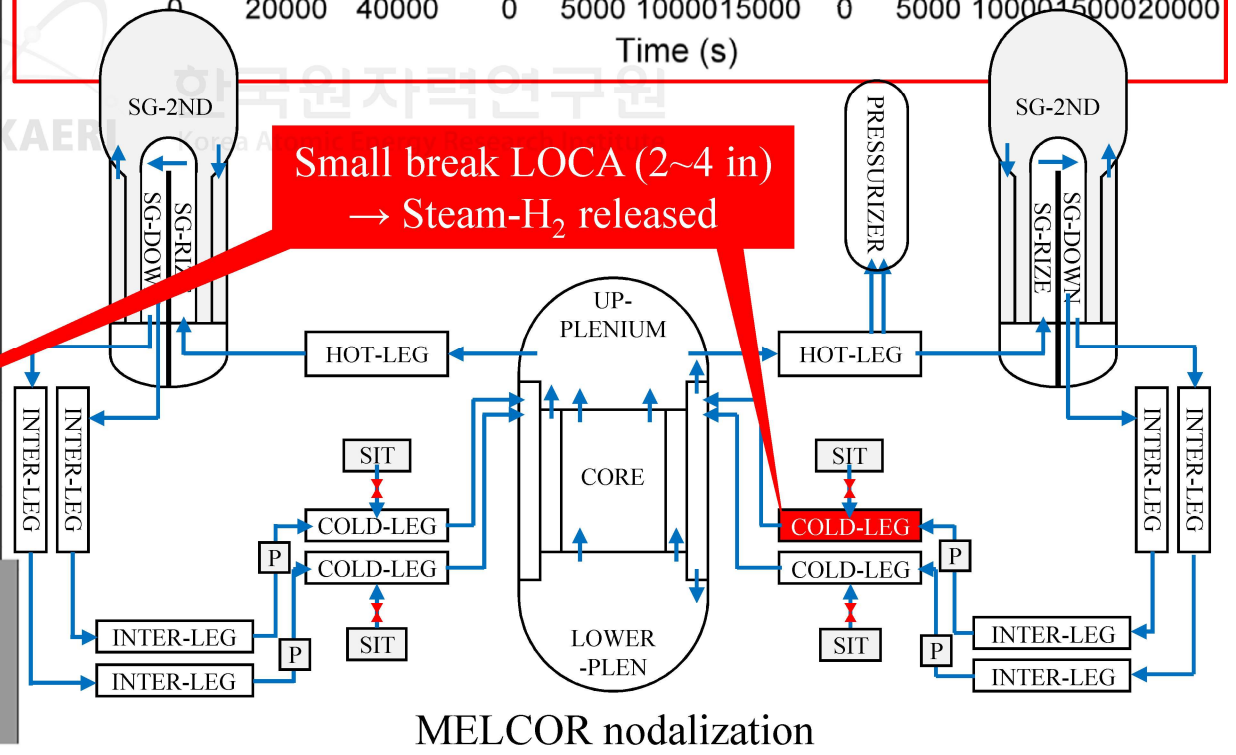 0 20000 40000 0 5000 10000 15000 0 5000 10000 15000 20000
Time (s)
한국원자력연구원
KAERI Korea Atomic Energy Research Institute
SG-2ND
SG-2ND
PRESSURIZER
Small break LOCA (2~4 in)
→ Steam-H₂ released
SG-DOWN
SG-RIZE
SG-RIZE
SG-DOWN
UP-
PLENIUM
HOT-LEG
HOT-LEG
INTER-LEG
INTER-LEG
INTER-LEG
INTER-LEG
SIT
SIT
CORE
COLD-LEG
COLD-LEG
P
P
COLD-LEG
COLD-LEG
INTER-LEG
SIT
LOWER
-PLEN
SIT
INTER-LEG
P
P
INTER-LEG
INTER-LEG
MELCOR nodalization